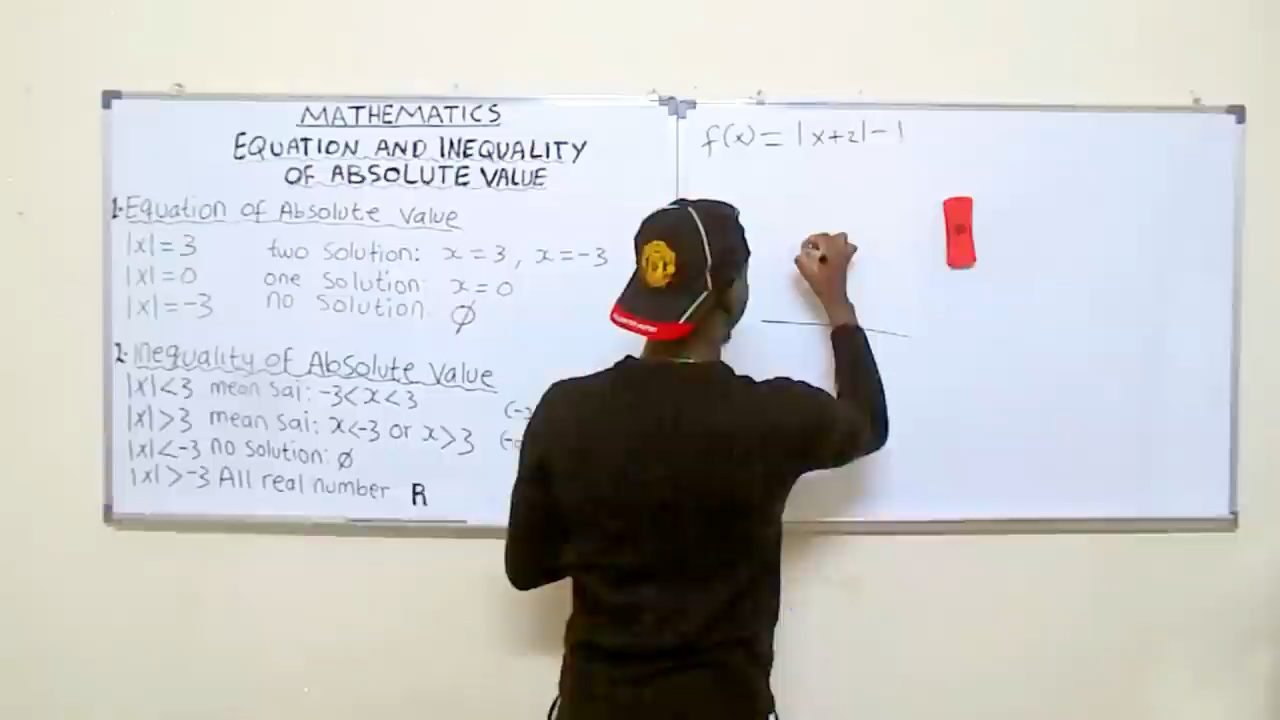 MATHEMATICS
EQUATION AND INEQUALITY
OF ABSOLUTE VALUE
1. Equation of Absolute Value
|x| = 3 two solution: x = 3, x = -3
|x| = 0 one solution: x = 0
|x| = -3 no solution: ∅
2. Inequality of Absolute Value
|x| < 3 mean sai: -3 < x < 3
|x| > 3 mean sai: x < -3 or x > 3
|x| < -3 no solution: ∅
|x| > -3 All real number R
f(x) = |x+2| - 1